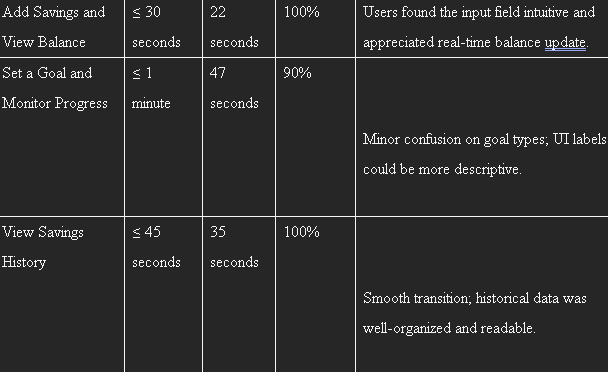 Add Savings and View Balance ≤ 30 seconds 22 seconds 100% Users found the input field intuitive and appreciated real-time balance update.
Set a Goal and Monitor Progress ≤ 1 minute 47 seconds 90% Minor confusion on goal types; UI labels could be more descriptive.
View Savings History ≤ 45 seconds 35 seconds 100% Smooth transition; historical data was well-organized and readable.